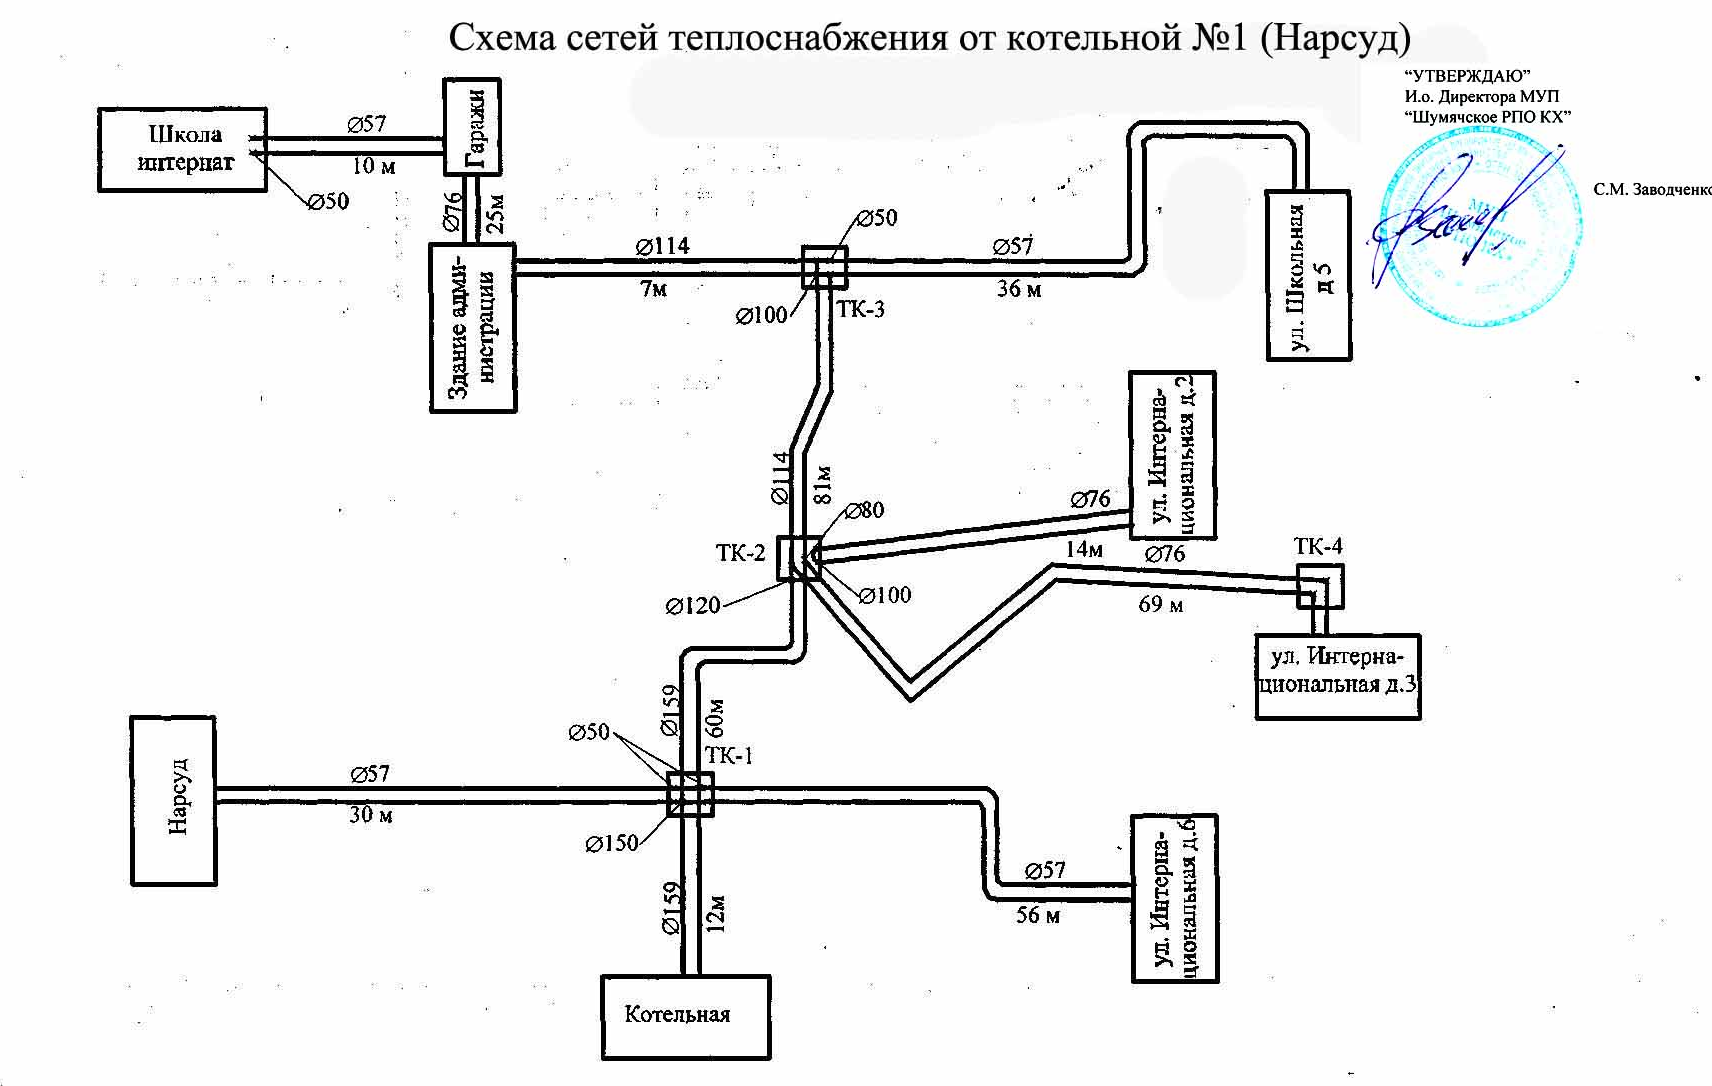 Схема сетей теплоснабжения от котельной №1 (Нарсуд)
“УТВЕРЖДАЮ”
И.о. Директора МУП
“Шумячское РПО КХ”
С.М. Заводченко
Школа
интернат
Ø57
10 м
Ø50
Гаражи
Ø76
25м
Здание адми-
нистрации
Ø114
7м
Ø50
Ø100
ТК-3
Ø57
36 м
ул. Школьная
д 5
Ø114
81м
ТК-2
Ø80
Ø100
Ø120
Ø76
14м
ул. Интерна-
циональная д.2
Ø76
69 м
ТК-4
ул. Интерна-
циональная д.3
Ø159
60м
Ø50
ТК-1
Ø150
Нарсуд
Ø57
30 м
Ø57
56 м
ул. Интерна-
циональная д.6
Ø159
12м
Котельная